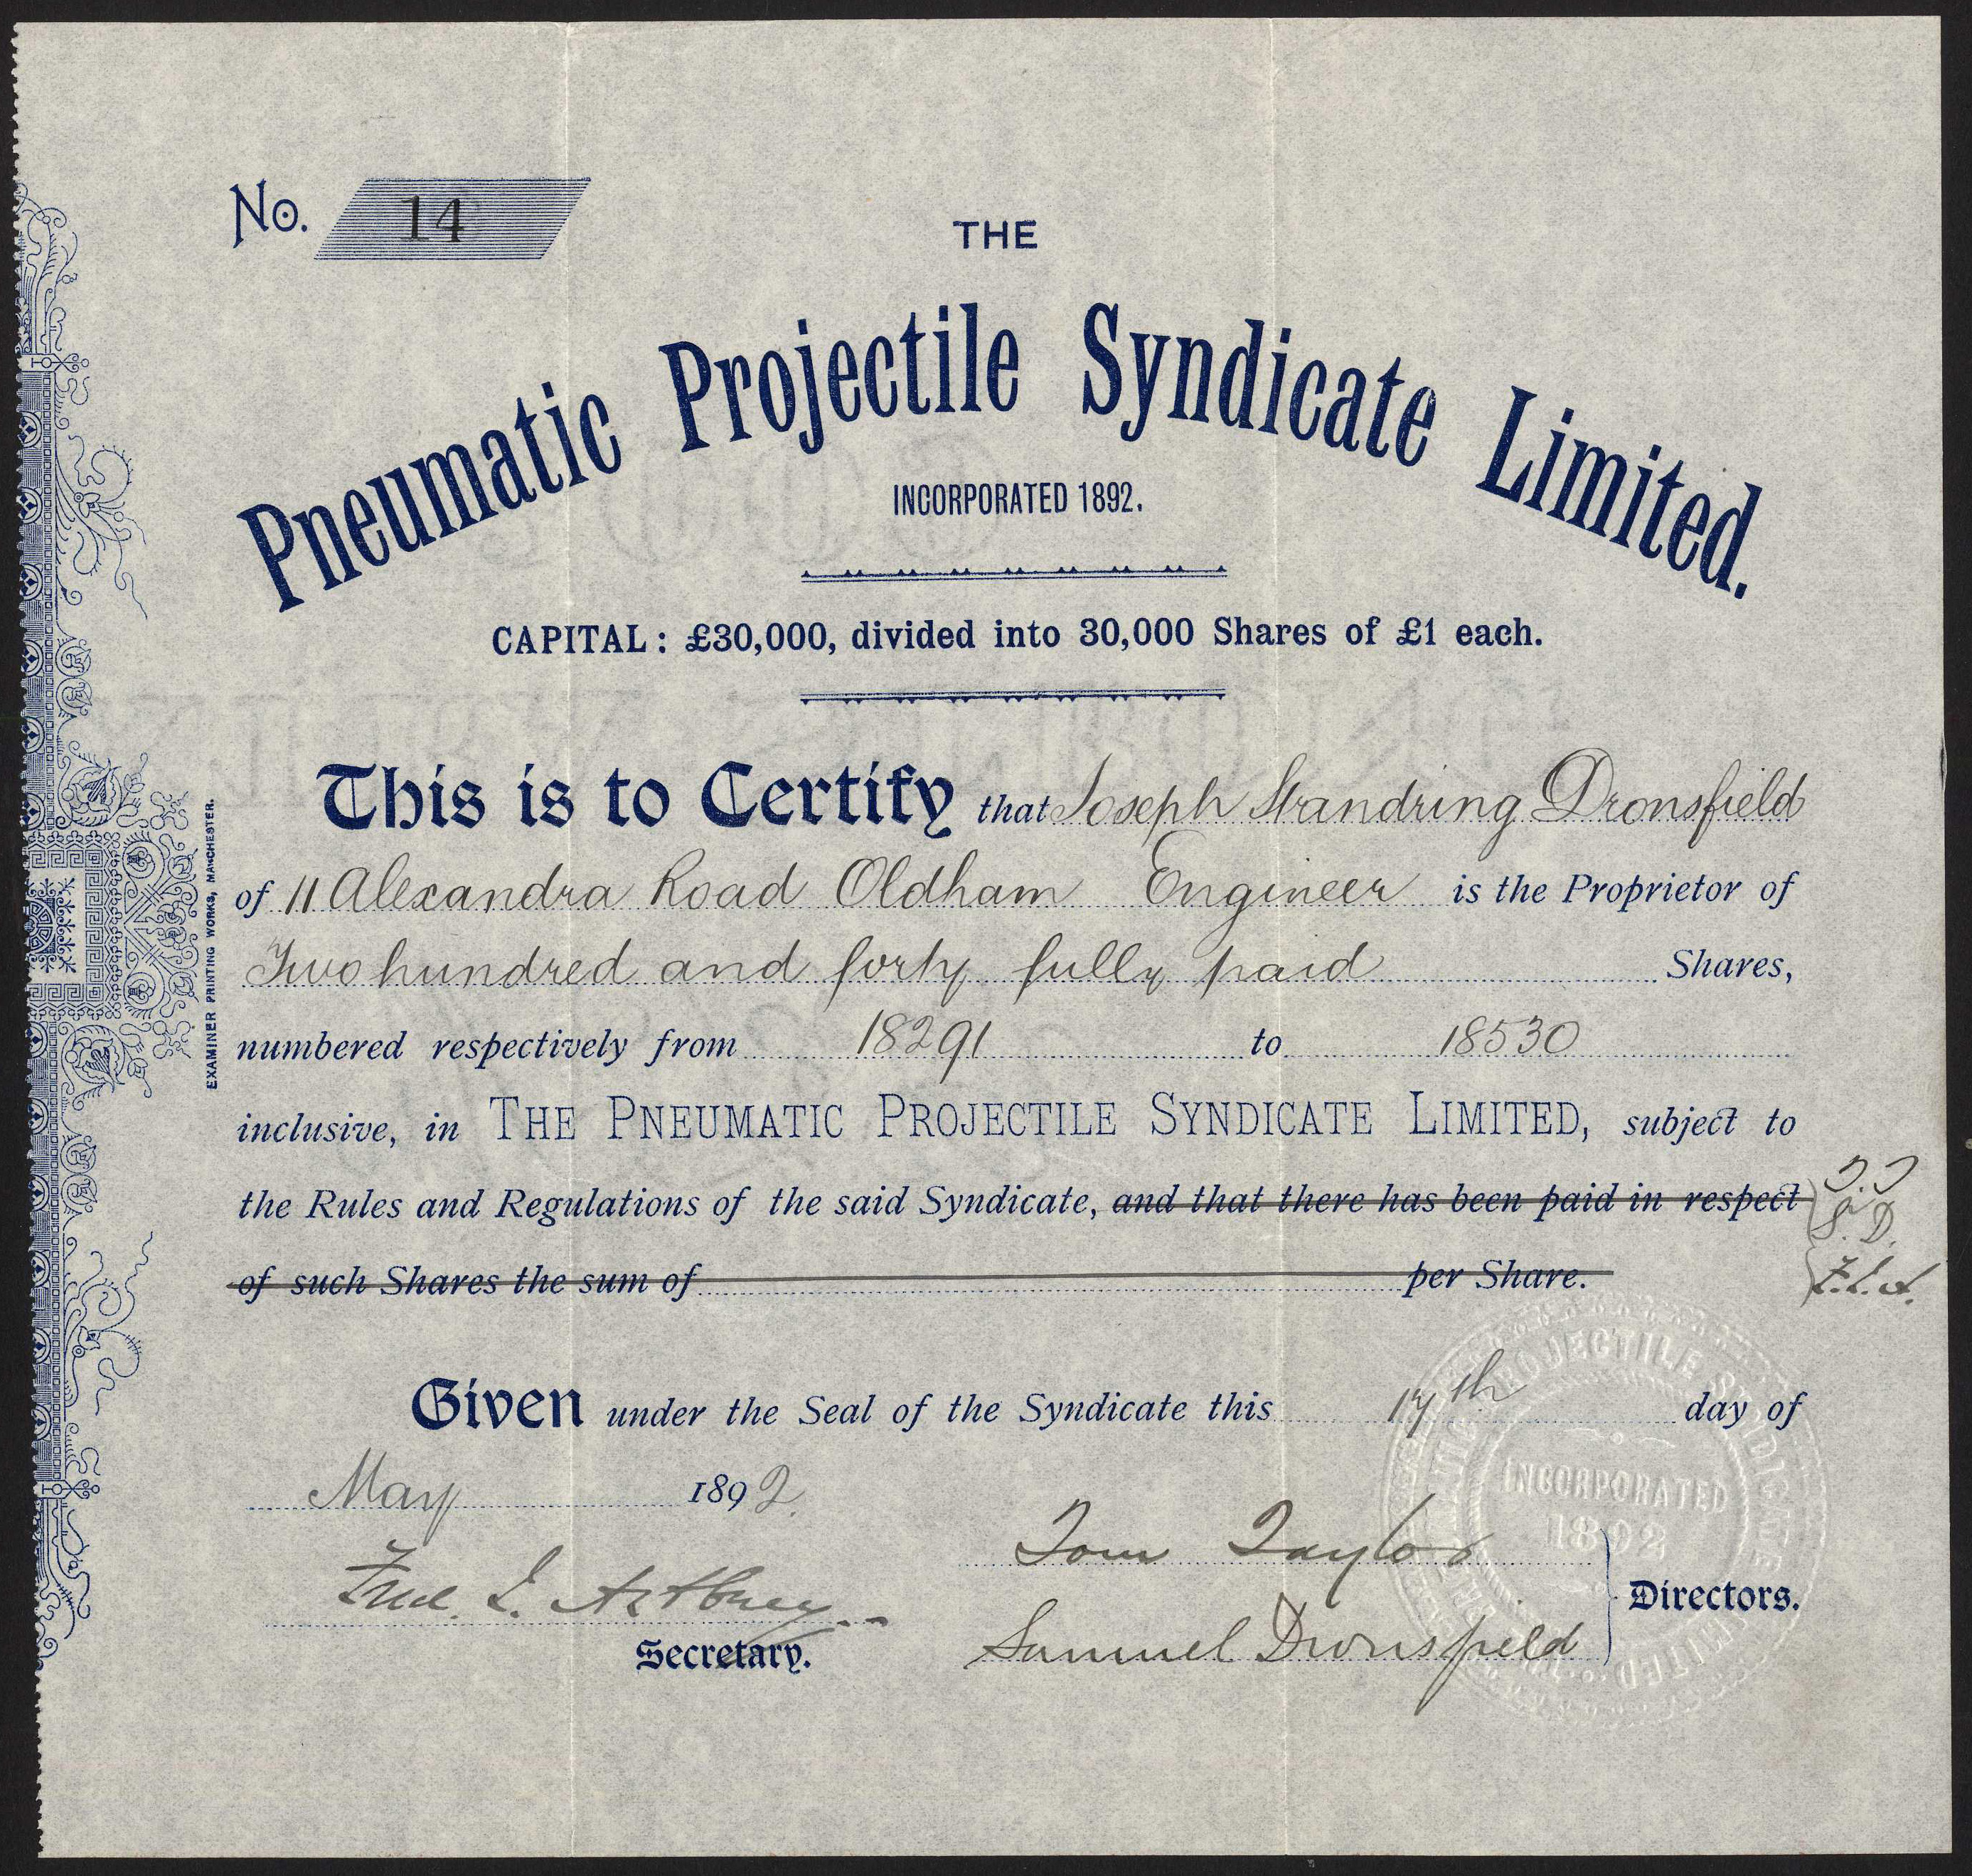 No. 14
THE
Pneumatic Projectile Syndicate Limited.
INCORPORATED 1892.
CAPITAL: £30,000, divided into 30,000 Shares of £1 each.
This is to Certify that Joseph Standring Dronsfield
of 11 Alexandra Road Oldham Engineer is the Proprietor of
Two hundred and forty fully paid Shares,
numbered respectively from 18291 to 18530
inclusive, in THE PNEUMATIC PROJECTILE SYNDICATE LIMITED, subject to
the Rules and Regulations of the said Syndicate, and that there has been paid in respect
of such Shares the sum of per Share.
T.T
S.D.
F.I.A.
Given under the Seal of the Syndicate this 17th day of
May 1892
Tom Taylor
Fred. I. Astbury
Samuel Dronsfield
Directors.
Secretary.
EXAMINER PRINTING WORKS, MANCHESTER.
PROJECTILE SYNDICATE LIMITED
INCORPORATED
1892